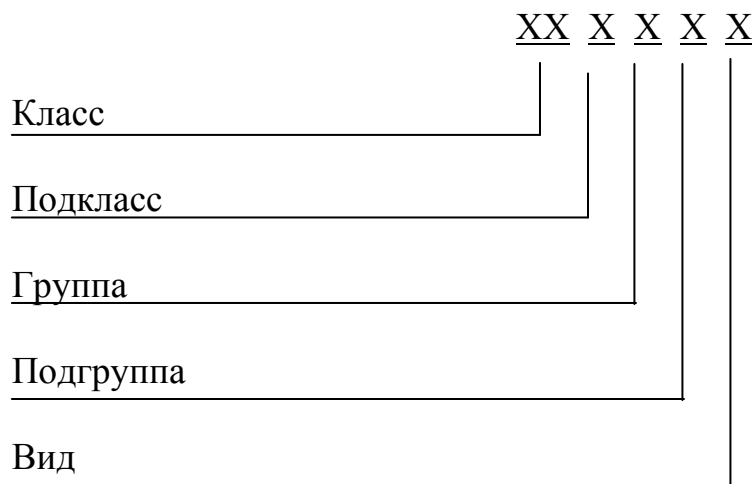 XX X X X X
Класс
Подкласс
Группа
Подгруппа
Вид